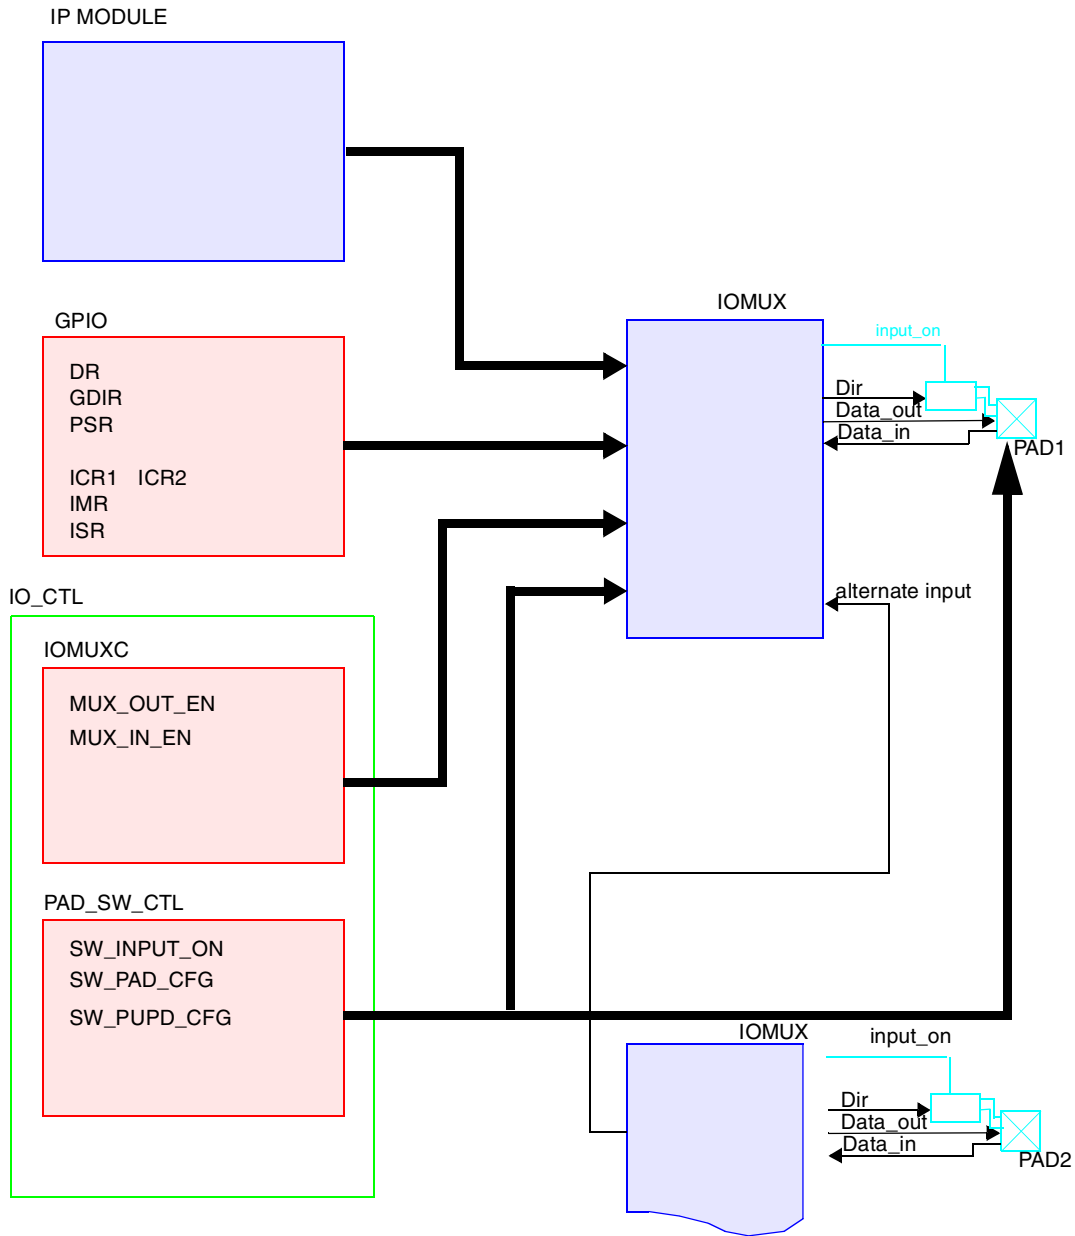 IP MODULE
GPIO
DR
GDIR
PSR
ICR1 ICR2
IMR
ISR
IO_CTL
IOMUXC
MUX_OUT_EN
MUX_IN_EN
PAD_SW_CTL
SW_INPUT_ON
SW_PAD_CFG
SW_PUPD_CFG
IOMUX
input_on
Dir
Data_out
Data_in
PAD1
alternate input
IOMUX
input_on
Dir
Data_out
Data_in
PAD2